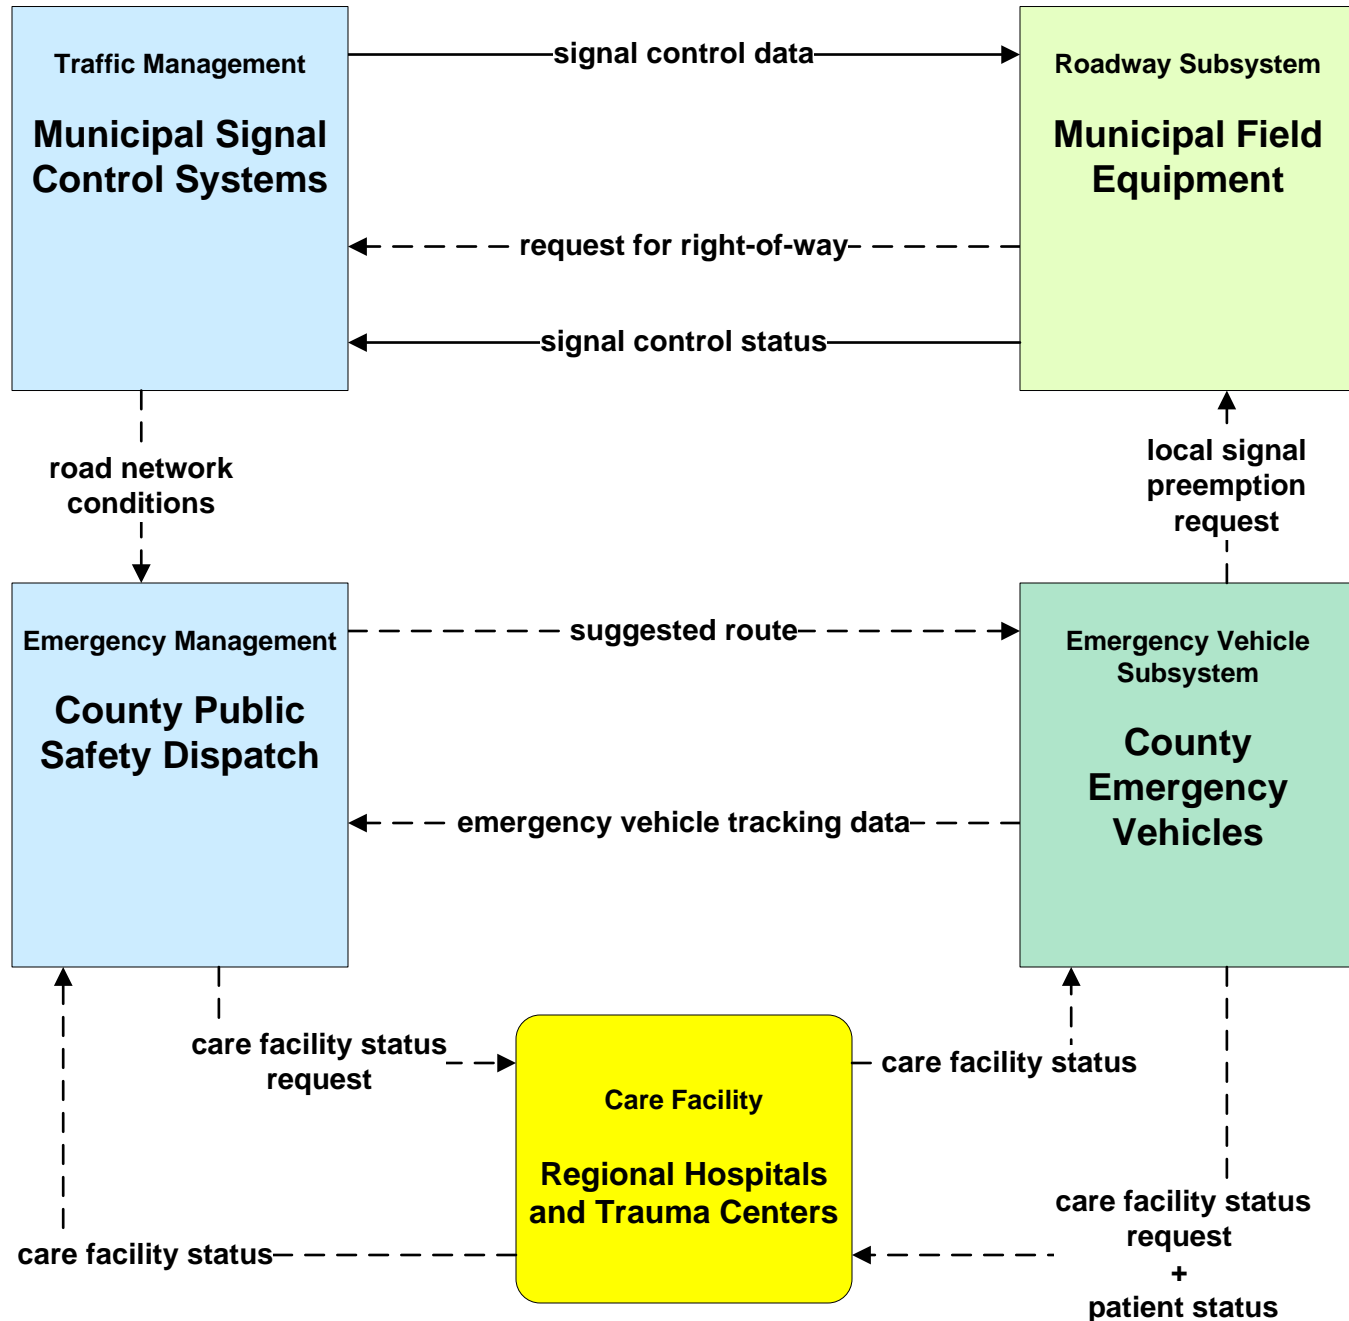 Traffic Management
Municipal Signal
Control Systems
signal control data
Roadway Subsystem
Municipal Field
Equipment
request for right-of-way
signal control status
road network
conditions
local signal
preemption
request
Emergency Management
County Public
Safety Dispatch
suggested route
Emergency Vehicle
Subsystem
County
Emergency
Vehicles
emergency vehicle tracking data
care facility status
request
Care Facility
Regional Hospitals
and Trauma Centers
care facility status
care facility status
care facility status
request
+
patient status